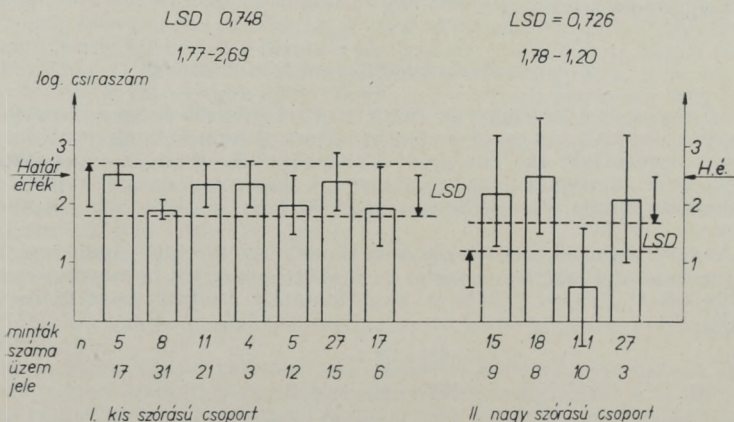 LSD 0,748
1,77-2,69
LSD = 0,726
1,78-1,20
log. csíraszám
3
2
1
Határ
érték
LSD
LSD
3
2
1
H.é.
minták
száma n 5 8 11 4 5 27 17 15 18 27
üzem
jele 17 31 21 3 12 15 6 9 8 10 3
I. kis szórású csoport
II. nagy szórású csoport